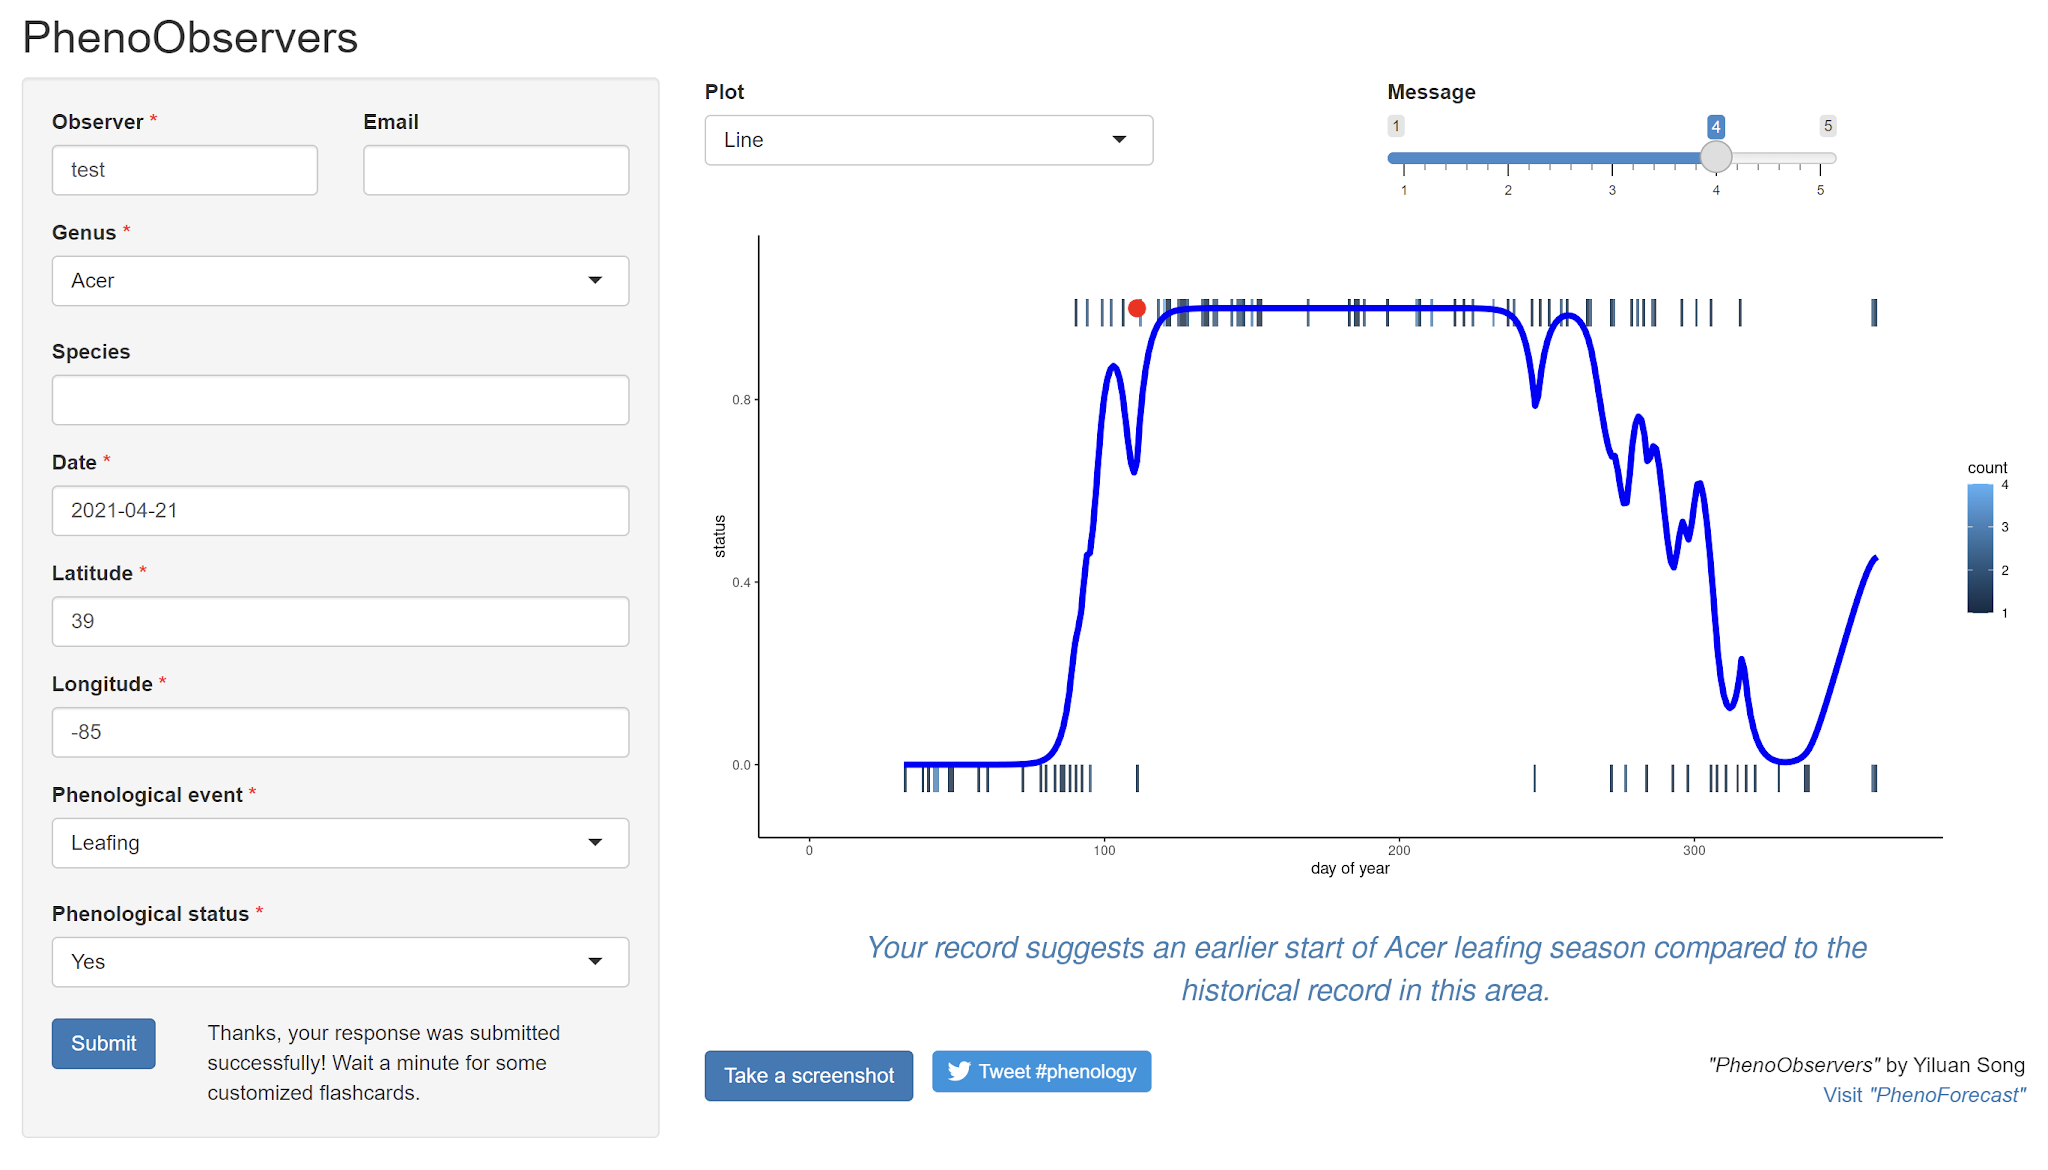 PhenoObservers
Observer *
Email
test
Genus *
Acer
Species
Date *
2021-04-21
Latitude *
39
Longitude *
-85
Phenological event *
Leafing
Phenological status *
Yes
Submit
Thanks, your response was submitted
successfully! Wait a minute for some
customized flashcards.
Plot
Line
Message
1
4
5
1 2 3 4 5
status
0.8
0.4
0.0
0 100 200 300
day of year
count
4
3
2
1
Your record suggests an earlier start of Acer leafing season compared to the
historical record in this area.
Take a screenshot
Tweet #phenology
"PhenoObservers" by Yiluan Song
Visit "PhenoForecast"